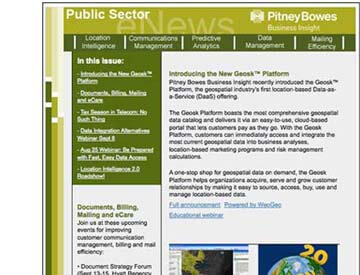 Public Sector
eNews
Pitney Bowes
Business Insight
Location Intelligence
Communications Management
Predictive Analytics
Data Management
Mailing Efficiency
In this issue:
- Introducing the New Geosk™ Platform
- Documents, Billing, Mailing and eCare
- Tax Season in Telecom: No Such Thing
- Data Integration Alternatives Webinar Sept 8
- Aug 25 Webinar: Be Prepared with Fast, Easy Data Access
- Location Intelligence 2.0 Roadshow!
Introducing the New Geosk™ Platform
Pitney Bowes Business Insight recently introduced the Geosk™
Platform, the geospatial industry's first location-based Data-as-
a-Service (DaaS) offering.
The Geosk Platform boasts the most comprehensive geospatial
data catalog and delivers it via an easy-to-use, cloud-based
portal that lets customers pay as they go. With the Geosk
Platform, customers can immediately access and integrate the
most current geospatial data into business analyses,
location-based marketing programs and risk management
calculations.
A one-stop shop for geospatial data on demand, the Geosk
Platform helps organizations acquire, serve and grow customer
relationships by making it easy to source, access, buy, use and
manage location-based data.
Full announcement Powered by WeoGeo
Educational webinar
Documents, Billing,
Mailing and eCare
Join us at these upcoming
events for improving
customer communication
management, billing and mail
efficiency:
• Document Strategy Forum
(Sept 13-15, Hyatt Regency
20